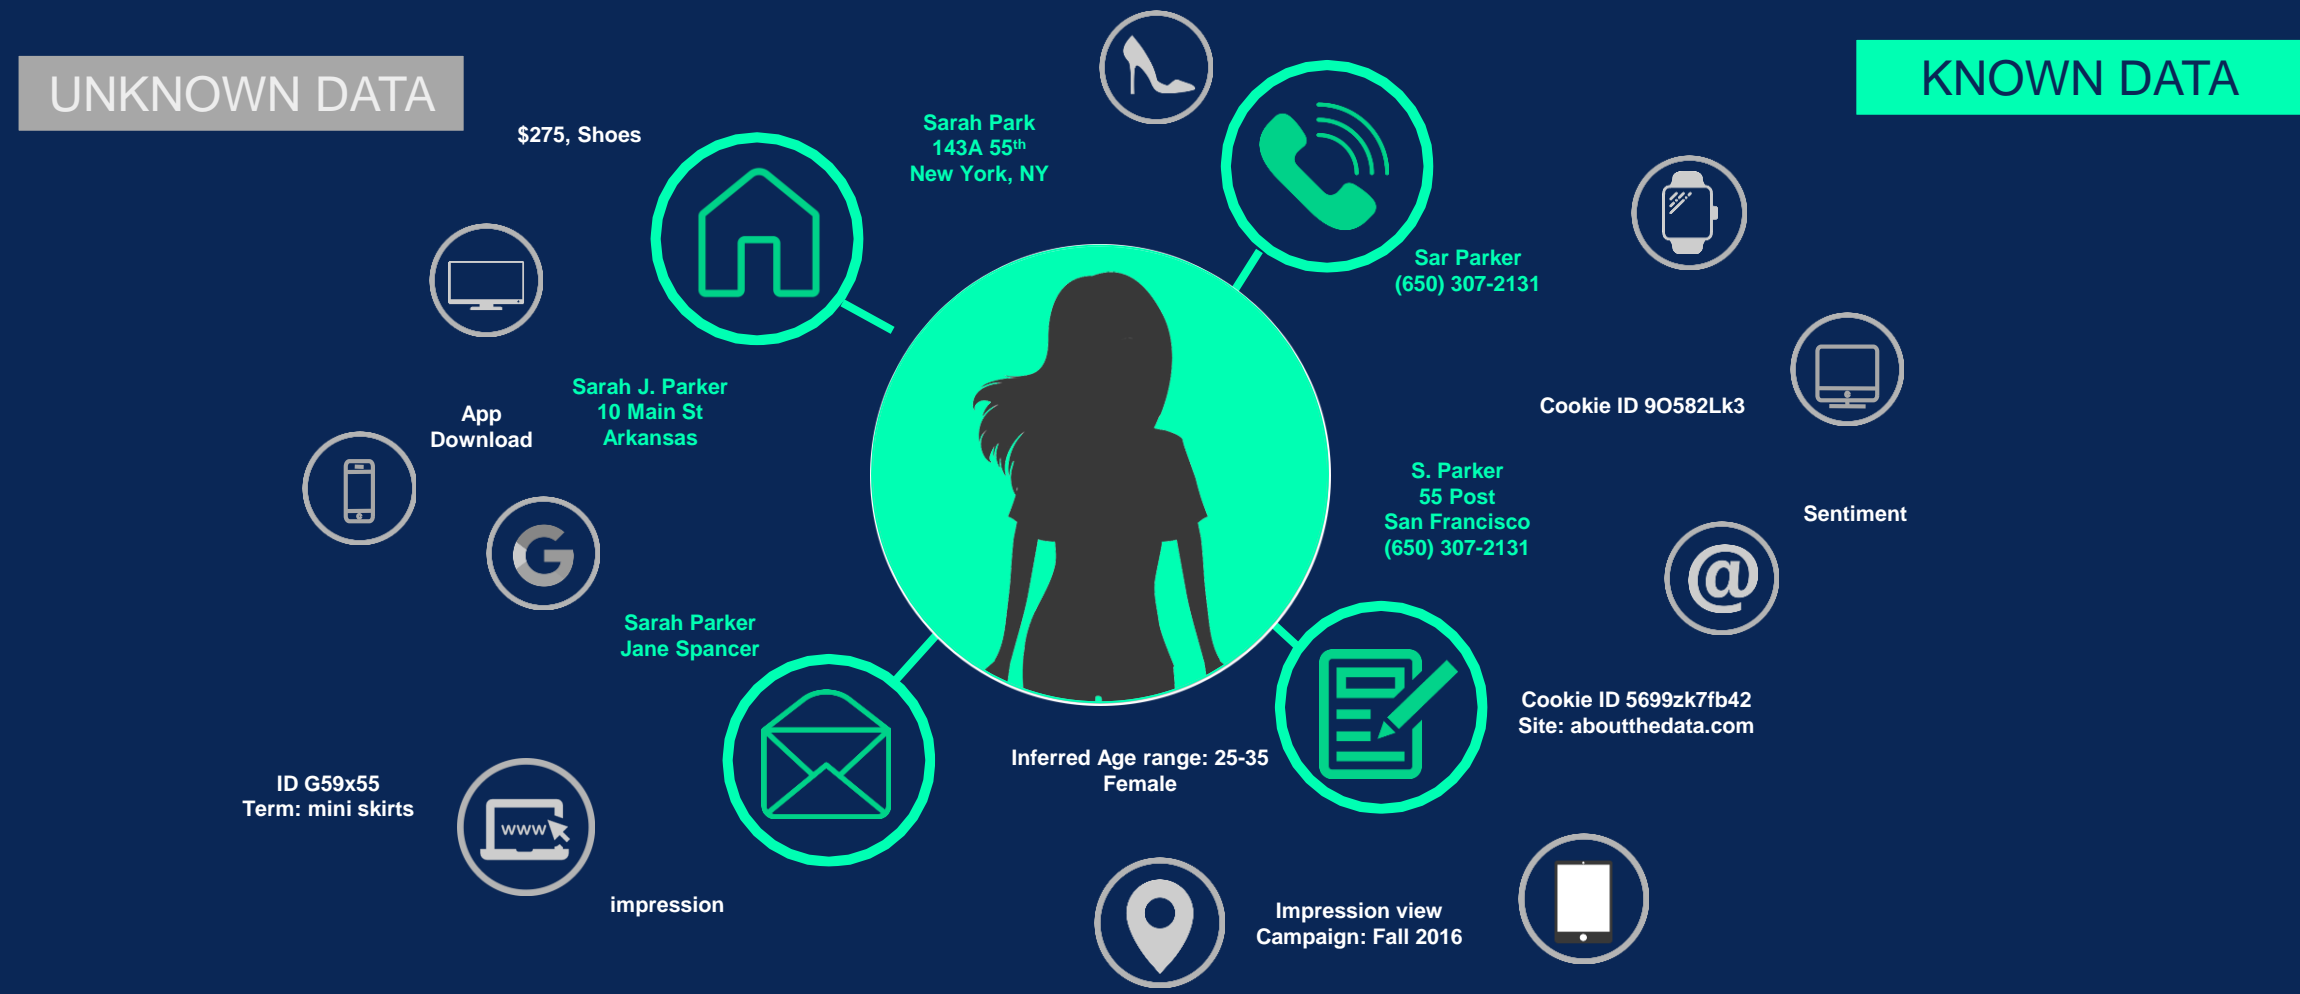 UNKNOWN DATA
KNOWN DATA
$275, Shoes
Sarah Park
143A 55th
New York, NY
Sar Parker
(650) 307-2131
Sarah J. Parker
10 Main St
Arkansas
App
Download
Cookie ID 9O582Lk3
S. Parker
55 Post
San Francisco
(650) 307-2131
Sentiment
G
@
Sarah Parker
Jane Spancer
Cookie ID 5699zk7fb42
Site: aboutthedata.com
Inferred Age range: 25-35
Female
ID G59x55
Term: mini skirts
www
impression
Impression view
Campaign: Fall 2016